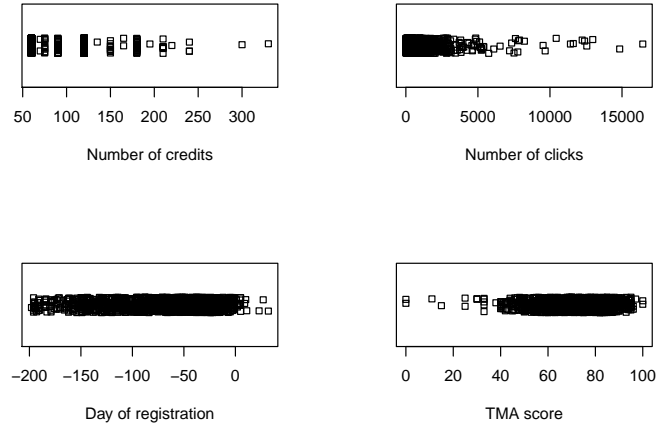 50 100 150 200 250 300
Number of credits
0 5000 10000 15000
Number of clicks
−200 −150 −100 −50 0
Day of registration
0 20 40 60 80 100
TMA score